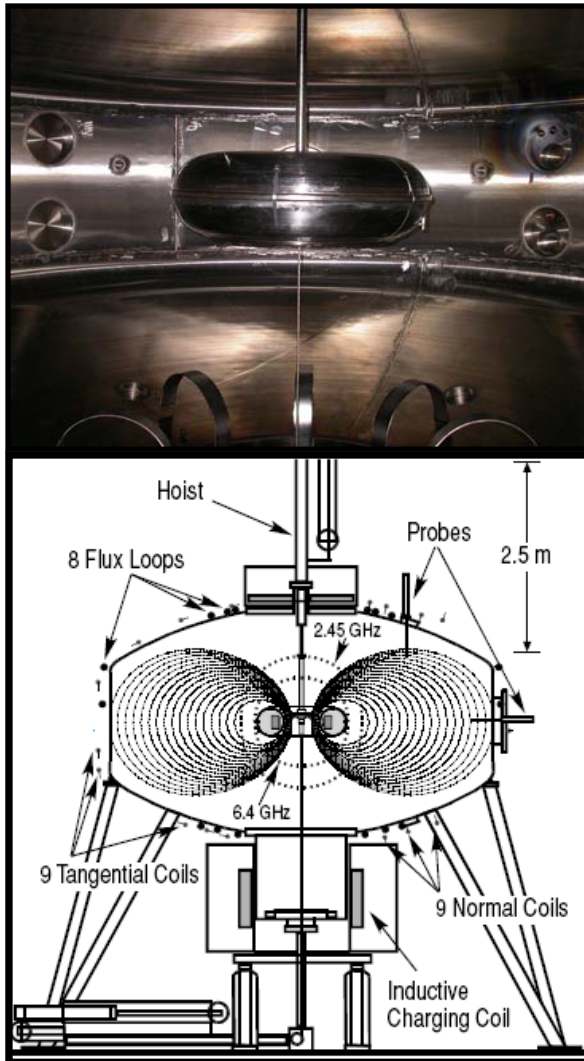 Hoist
Probes
8 Flux Loops
2.5 m
2.45 GHz
6.4 GHz
9 Tangential Coils
9 Normal Coils
Inductive
Charging Coil